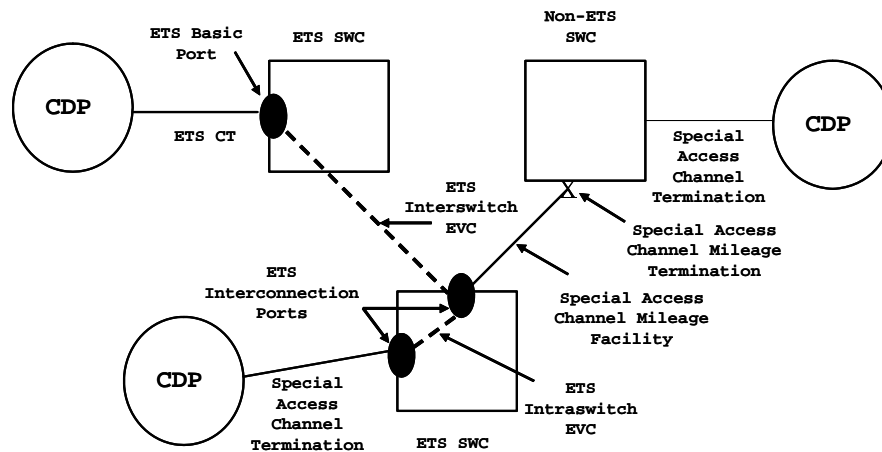 Non-ETS
SWC
ETS Basic
Port
ETS SWC
CDP
ETS CT
CDP
Special
Access
Channel
Termination
ETS
Interswitch
EVC
X
Special Access
Channel Mileage
Termination
ETS
Interconnection
Ports
Special Access
Channel Mileage
Facility
CDP
Special
Access
Channel
Termination
ETS
Intraswitch
EVC
ETS SWC